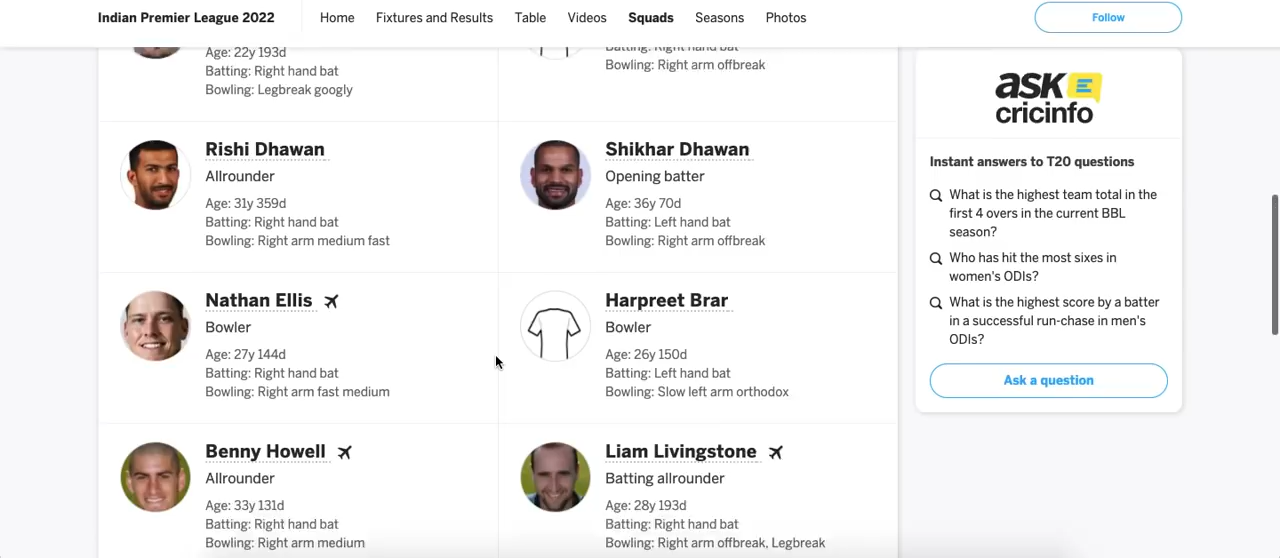 Indian Premier League 2022
Home
Fixtures and Results
Table
Videos
Squads
Seasons
Photos
Follow
Age: 22y 193d
Batting: Right hand bat
Bowling: Legbreak googly
Batting: Right hand bat
Bowling: Right arm offbreak
Rishi Dhawan
Allrounder
Age: 31y 359d
Batting: Right hand bat
Bowling: Right arm medium fast
Shikhar Dhawan
Opening batter
Age: 36y 70d
Batting: Left hand bat
Bowling: Right arm offbreak
Nathan Ellis
Bowler
Age: 27y 144d
Batting: Right hand bat
Bowling: Right arm fast medium
Harpreet Brar
Bowler
Age: 26y 150d
Batting: Left hand bat
Bowling: Slow left arm orthodox
Benny Howell
Allrounder
Age: 33y 131d
Batting: Right hand bat
Bowling: Right arm medium
Liam Livingstone
Batting allrounder
Age: 28y 193d
Batting: Right hand bat
Bowling: Right arm offbreak, Legbreak
ask
cricinfo
Instant answers to T20 questions
What is the highest team total in the
first 4 overs in the current BBL
season?
Who has hit the most sixes in
women's ODIs?
What is the highest score by a batter
in a successful run-chase in men's
ODIs?
Ask a question